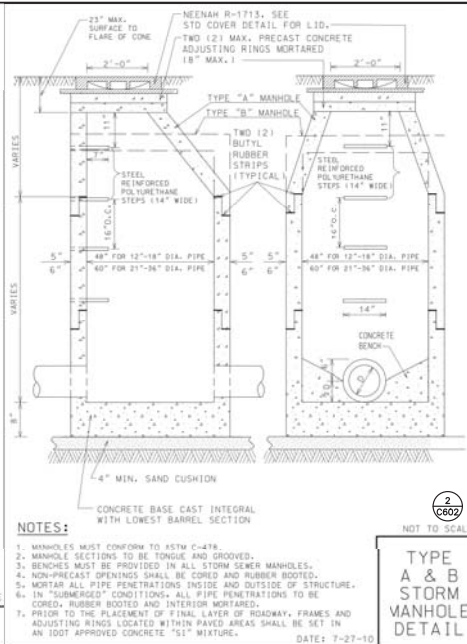 23" MAX.
SURFACE TO
FLARE OF CONE
NEENAH R-1713. SEE
STD COVER DETAIL FOR LID.
TWO (2) MAX. PRECAST CONCRETE
ADJUSTING RINGS MORTARED
(8" MAX.)
2'-0"
2'-0"
TYPE "A" MANHOLE
TYPE "B" MANHOLE
11"
11"
TWO (2)
BUTYL
RUBBER
STRIPS
(TYPICAL)
VARIES
STEEL
REINFORCED
POLYURETHANE
STEPS (14" WIDE)
STEEL
REINFORCED
POLYURETHANE
STEPS (14" WIDE)
16"O.C.
16"O.C.
5"
48" FOR 12"-18" DIA. PIPE
5"
5"
48" FOR 12"-18" DIA. PIPE
5"
6"
60" FOR 21"-36" DIA. PIPE
6"
6"
60" FOR 21"-36" DIA. PIPE
6"
VARIES
14"
CONCRETE
BENCH
D
8"
4" MIN. SAND CUSHION
CONCRETE BASE CAST INTEGRAL
WITH LOWEST BARREL SECTION
2
C602
NOT TO SCAL
NOTES:
1. MANHOLES MUST CONFORM TO ASTM C-478.
2. MANHOLE SECTIONS TO BE TONGUE AND GROOVED.
3. BENCHES MUST BE PROVIDED IN ALL STORM SEWER MANHOLES.
4. NON-PRECAST OPENINGS SHALL BE CORED AND RUBBER BOOTED.
5. MORTAR ALL PIPE PENETRATIONS INSIDE AND OUTSIDE OF STRUCTURE.
6. IN "SUBMERGED" CONDITIONS, ALL PIPE PENETRATIONS TO BE
CORED, RUBBER BOOTED AND INTERIOR MORTARED.
7. PRIOR TO THE PLACEMENT OF FINAL LAYER OF ROADWAY, FRAMES AND
ADJUSTING RINGS LOCATED WITHIN PAVED AREAS SHALL BE SET IN
AN IDOT APPROVED CONCRETE "SI" MIXTURE.
DATE: 7-27-10
TYPE
A & B
STORM
MANHOLE
DETAIL